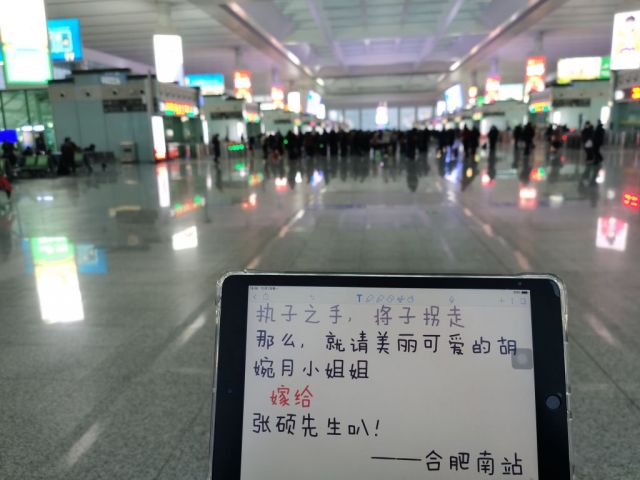 执子之手，将子拐走
那么，就请美丽可爱的胡
婉月小姐姐
嫁给
张硕先生叭！
——合肥南站